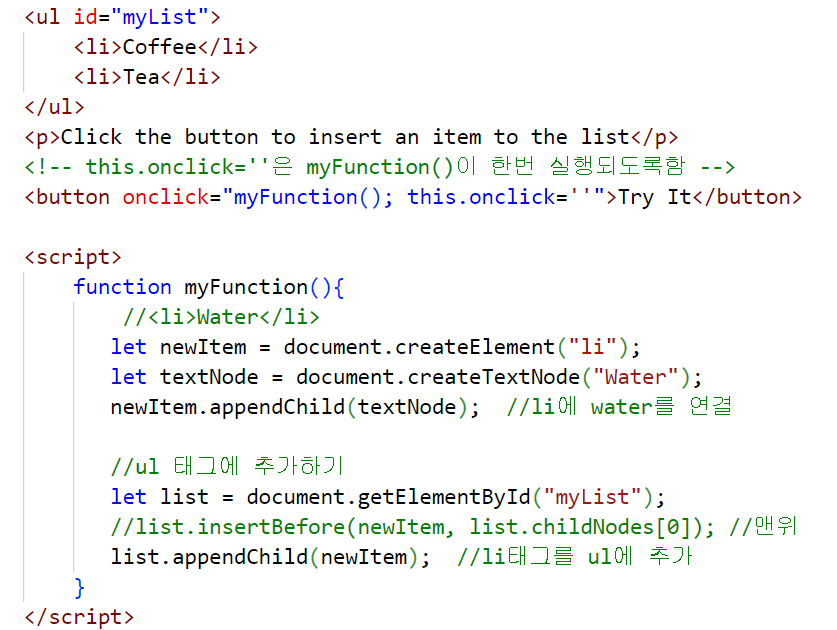 <ul id="myList">
<li>Coffee</li>
<li>Tea</li>
</ul>
<p>Click the button to insert an item to the list</p>
<!-- this.onclick=''은 myFunction()이 한번 실행되도록함 -->
<button onclick="myFunction(); this.onclick=''">Try It</button>
<script>
function myFunction(){
//<li>Water</li>
let newItem = document.createElement("li");
let textNode = document.createTextNode("Water");
newItem.appendChild(textNode);  //li에 water를 연결
//ul 태그에 추가하기
let list = document.getElementById("myList");
//list.insertBefore(newItem, list.childNodes[0]); //맨위
list.appendChild(newItem);  //li태그를 ul에 추가
}
</script>